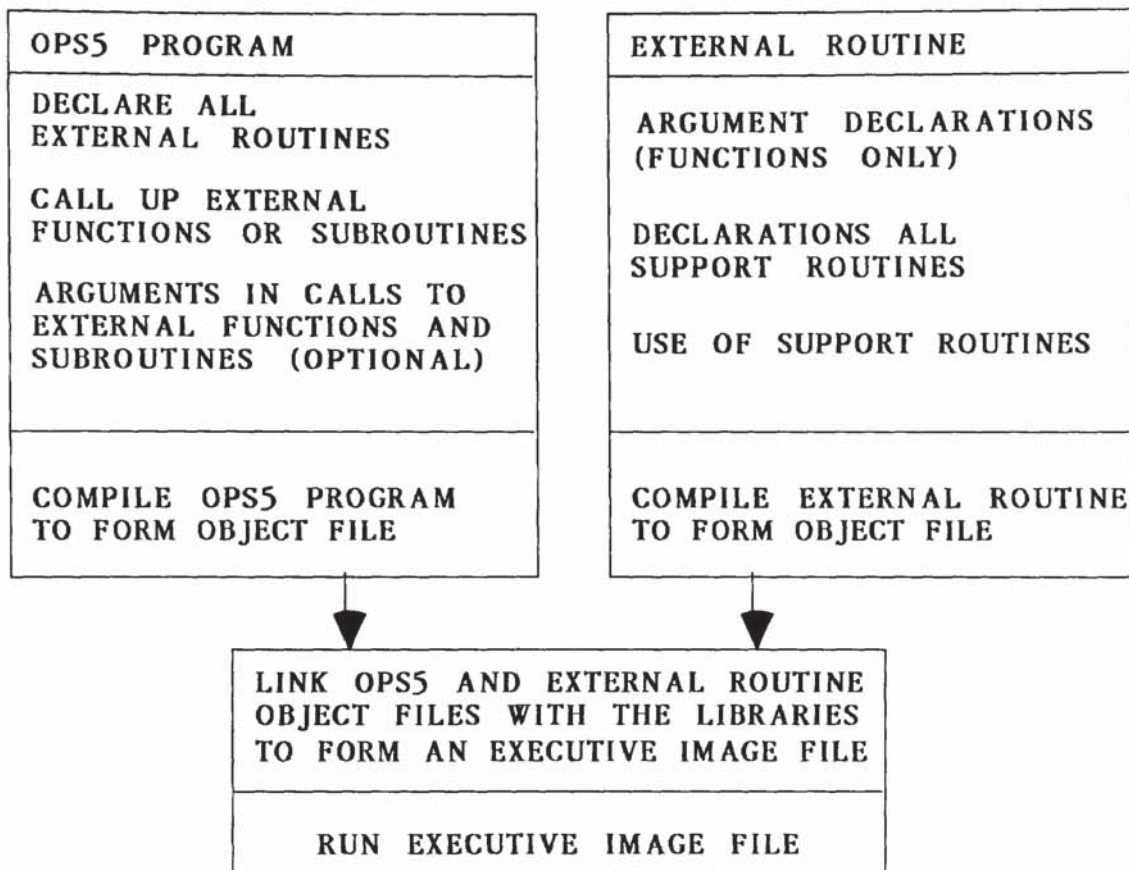 OPS5 PROGRAM
DECLARE ALL
EXTERNAL ROUTINES
CALL UP EXTERNAL
FUNCTIONS OR SUBROUTINES
ARGUMENTS IN CALLS TO
EXTERNAL FUNCTIONS AND
SUBROUTINES (OPTIONAL)
COMPILE OPS5 PROGRAM
TO FORM OBJECT FILE
EXTERNAL ROUTINE
ARGUMENT DECLARATIONS
(FUNCTIONS ONLY)
DECLARATIONS ALL
SUPPORT ROUTINES
USE OF SUPPORT ROUTINES
COMPILE EXTERNAL ROUTINE
TO FORM OBJECT FILE
LINK OPS5 AND EXTERNAL ROUTINE
OBJECT FILES WITH THE LIBRARIES
TO FORM AN EXECUTIVE IMAGE FILE
RUN EXECUTIVE IMAGE FILE